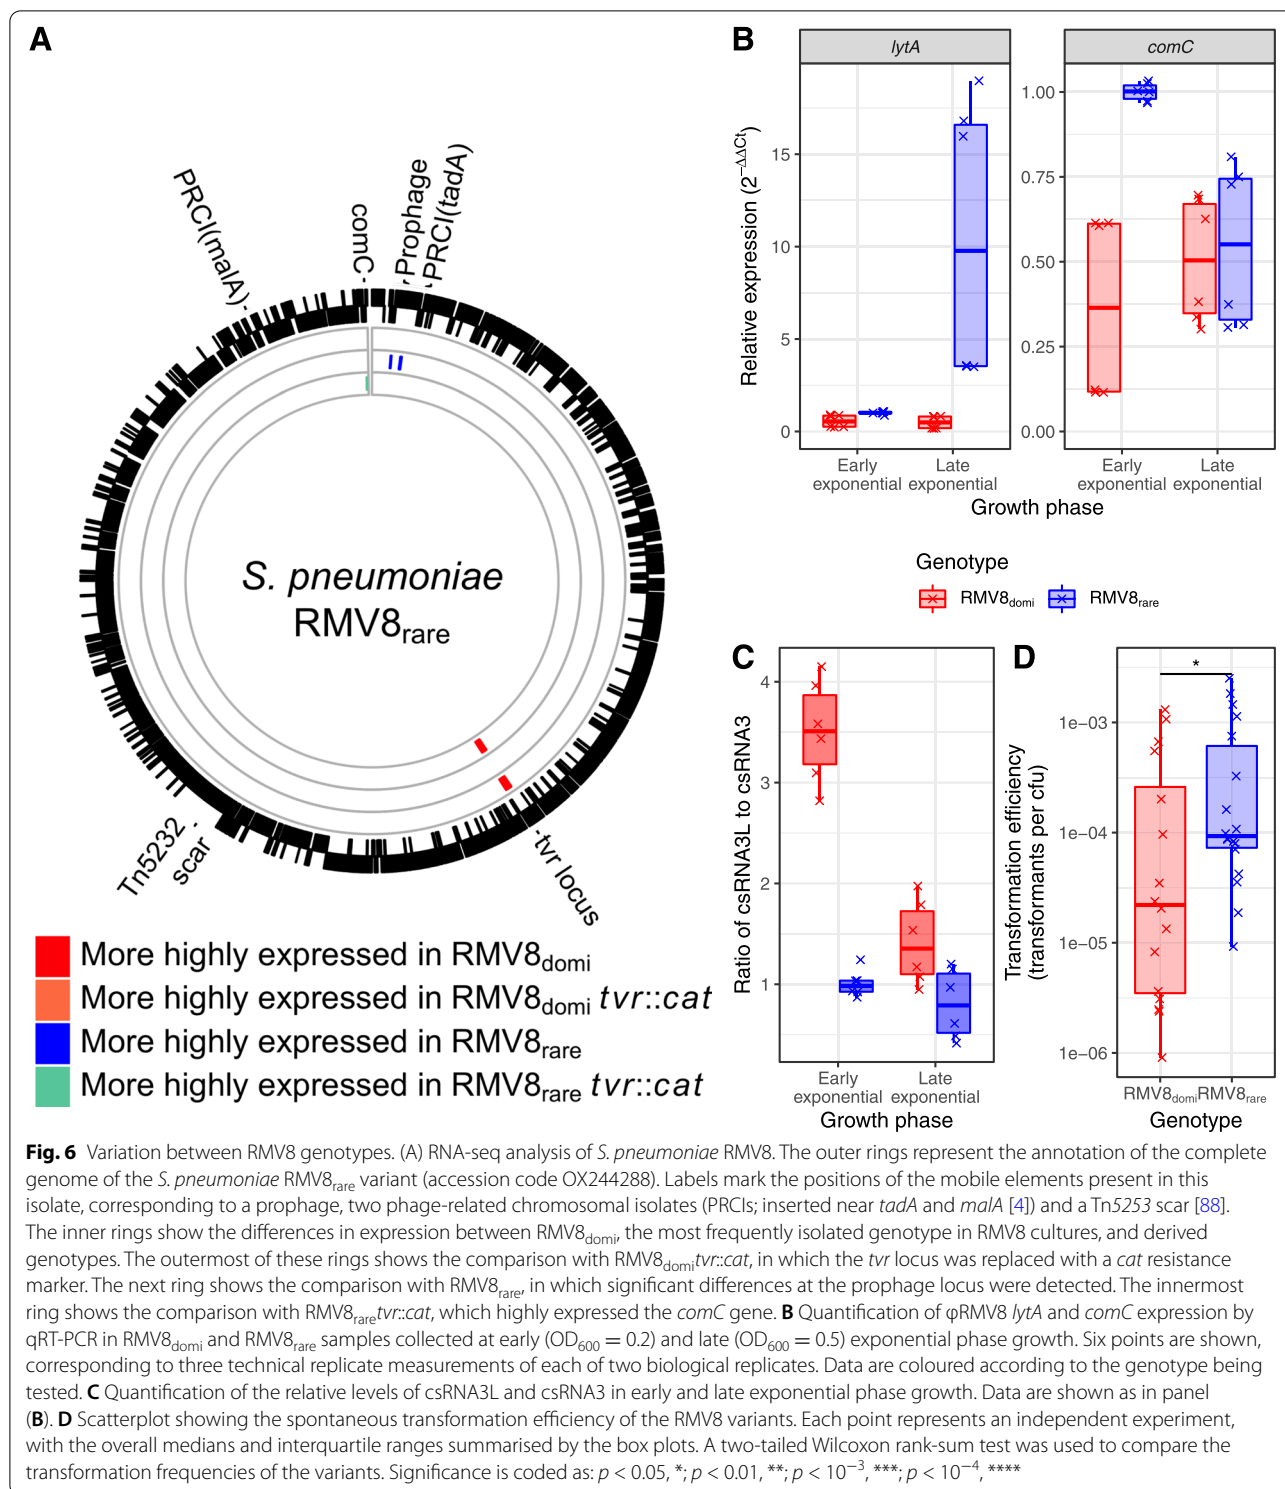 A
PRCI(malA)
comC
Prophage
PRCI(tadA)
S. pneumoniae
RMV8rare
Tn5232
scar
tvr locus
More highly expressed in RMV8domi
More highly expressed in RMV8domi tvr::cat
More highly expressed in RMV8rare
More highly expressed in RMV8rare tvr::cat
B
lytA
comC
Relative expression (2−ΔΔCt)
15
10
5
0
1.00
0.75
0.50
0.25
0.00
Early
exponential
Late
exponential
Early
exponential
Late
exponential
Growth phase
Genotype
RMV8domi
RMV8rare
C
Ratio of csRNA3L to csRNA3
4
3
2
1
Early
exponential
Late
exponential
Growth phase
D
Transformation efficiency
(transformants per cfu)
*
1e−03
1e−04
1e−05
1e−06
RMV8domi
RMV8rare
Genotype
Fig. 6 Variation between RMV8 genotypes. (A) RNA-seq analysis of S. pneumoniae RMV8. The outer rings represent the annotation of the complete
genome of the S. pneumoniae RMV8rare variant (accession code OX244288). Labels mark the positions of the mobile elements present in this
isolate, corresponding to a prophage, two phage-related chromosomal isolates (PRCIs; inserted near tadA and malA [4]) and a Tn5253 scar [88].
The inner rings show the differences in expression between RMV8domi, the most frequently isolated genotype in RMV8 cultures, and derived
genotypes. The outermost of these rings shows the comparison with RMV8domitvr::cat, in which the tvr locus was replaced with a cat resistance
marker. The next ring shows the comparison with RMV8rare, in which significant differences at the prophage locus were detected. The innermost
ring shows the comparison with RMV8raretvr::cat, which highly expressed the comC gene. B Quantification of φRMV8 lytA and comC expression by
qRT-PCR in RMV8domi and RMV8rare samples collected at early (OD600 = 0.2) and late (OD600 = 0.5) exponential phase growth. Six points are shown,
corresponding to three technical replicate measurements of each of two biological replicates. Data are coloured according to the genotype being
tested. C Quantification of the relative levels of csRNA3L and csRNA3 in early and late exponential phase growth. Data are shown as in panel
(B). D Scatterplot showing the spontaneous transformation efficiency of the RMV8 variants. Each point represents an independent experiment,
with the overall medians and interquartile ranges summarised by the box plots. A two-tailed Wilcoxon rank-sum test was used to compare the
transformation frequencies of the variants. Significance is coded as: p < 0.05, *; p < 0.01, **; p < 10−3, ***; p < 10−4, ****